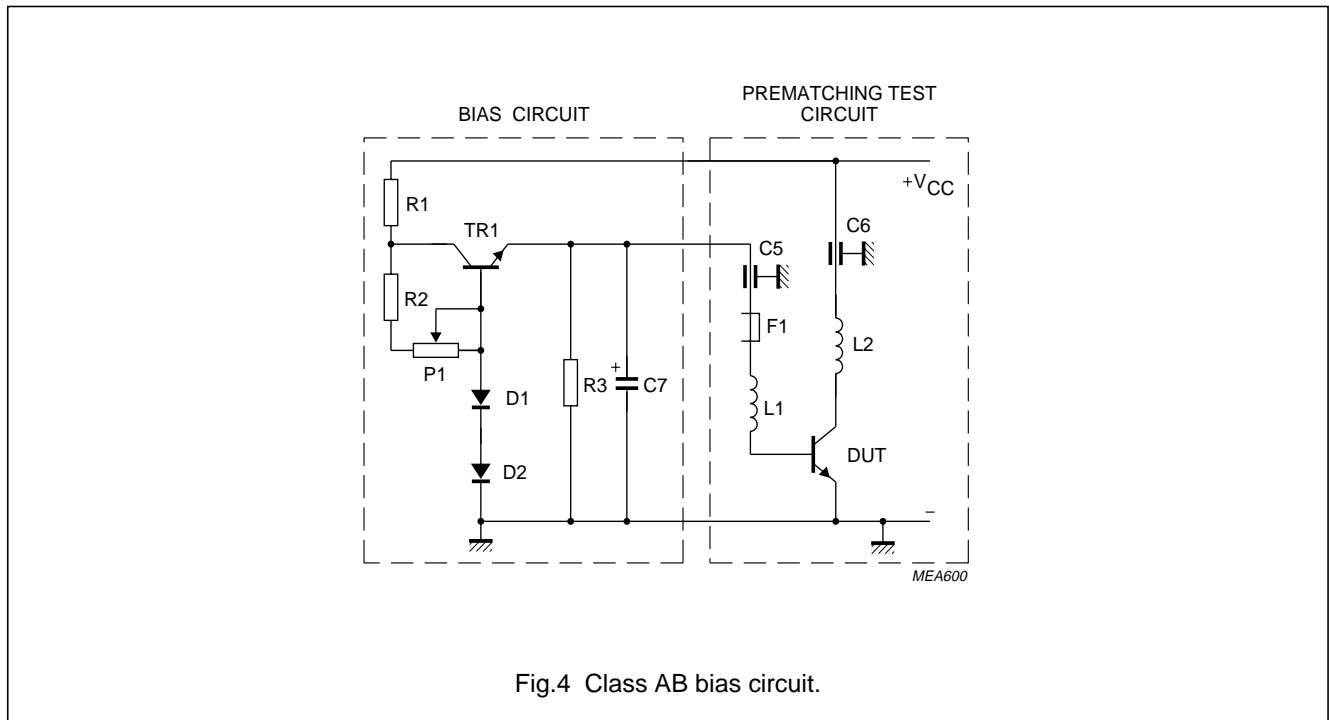 PREMATCHING TEST
CIRCUIT
BIAS CIRCUIT
+VCC
R1
TR1
C6
C5
R2
F1
L2
P1
R3
+
C7
D1
L1
DUT
D2
−
MEA600
Fig.4 Class AB bias circuit.